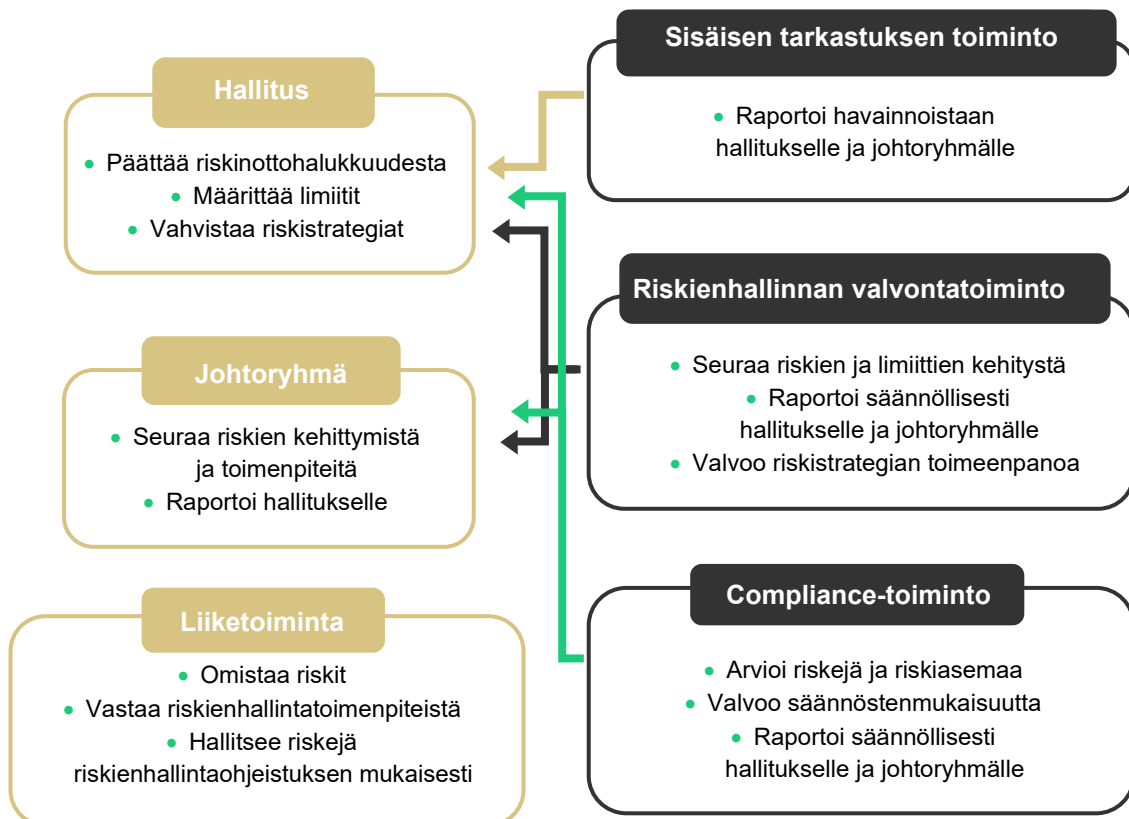 Hallitus
• Päättää riskinottohalukkuudesta
• Määrittää limiitit
• Vahvistaa riskistrategiat
Johtoryhmä
• Seuraa riskien kehittymistä
ja toimenpiteitä
• Raportoi hallitukselle
Liiketoiminta
• Omistaa riskit
• Vastaa riskienhallintatoimenpiteistä
• Hallitsee riskejä
riskienhallintaohjeistuksen mukaisesti
Sisäisen tarkastuksen toiminto
• Raportoi havainnoistaan
hallitukselle ja johtoryhmälle
Riskienhallinnan valvontatoiminto
• Seuraa riskien ja limiittien kehitystä
• Raportoi säännöllisesti
hallitukselle ja johtoryhmälle
• Valvoo riskistrategian toimeenpanoa
Compliance-toiminto
• Arvioi riskejä ja riskiasemaa
• Valvoo säännöstenmukaisuutta
• Raportoi säännöllisesti
hallitukselle ja johtoryhmälle